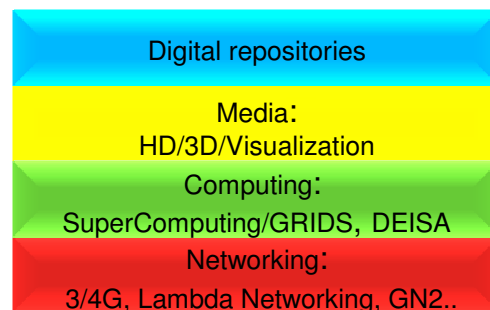 Digital repositories
Media:
HD/3D/Visualization
Computing:
SuperComputing/GRIDS, DEISA
Networking:
3/4G, Lambda Networking, GN2..